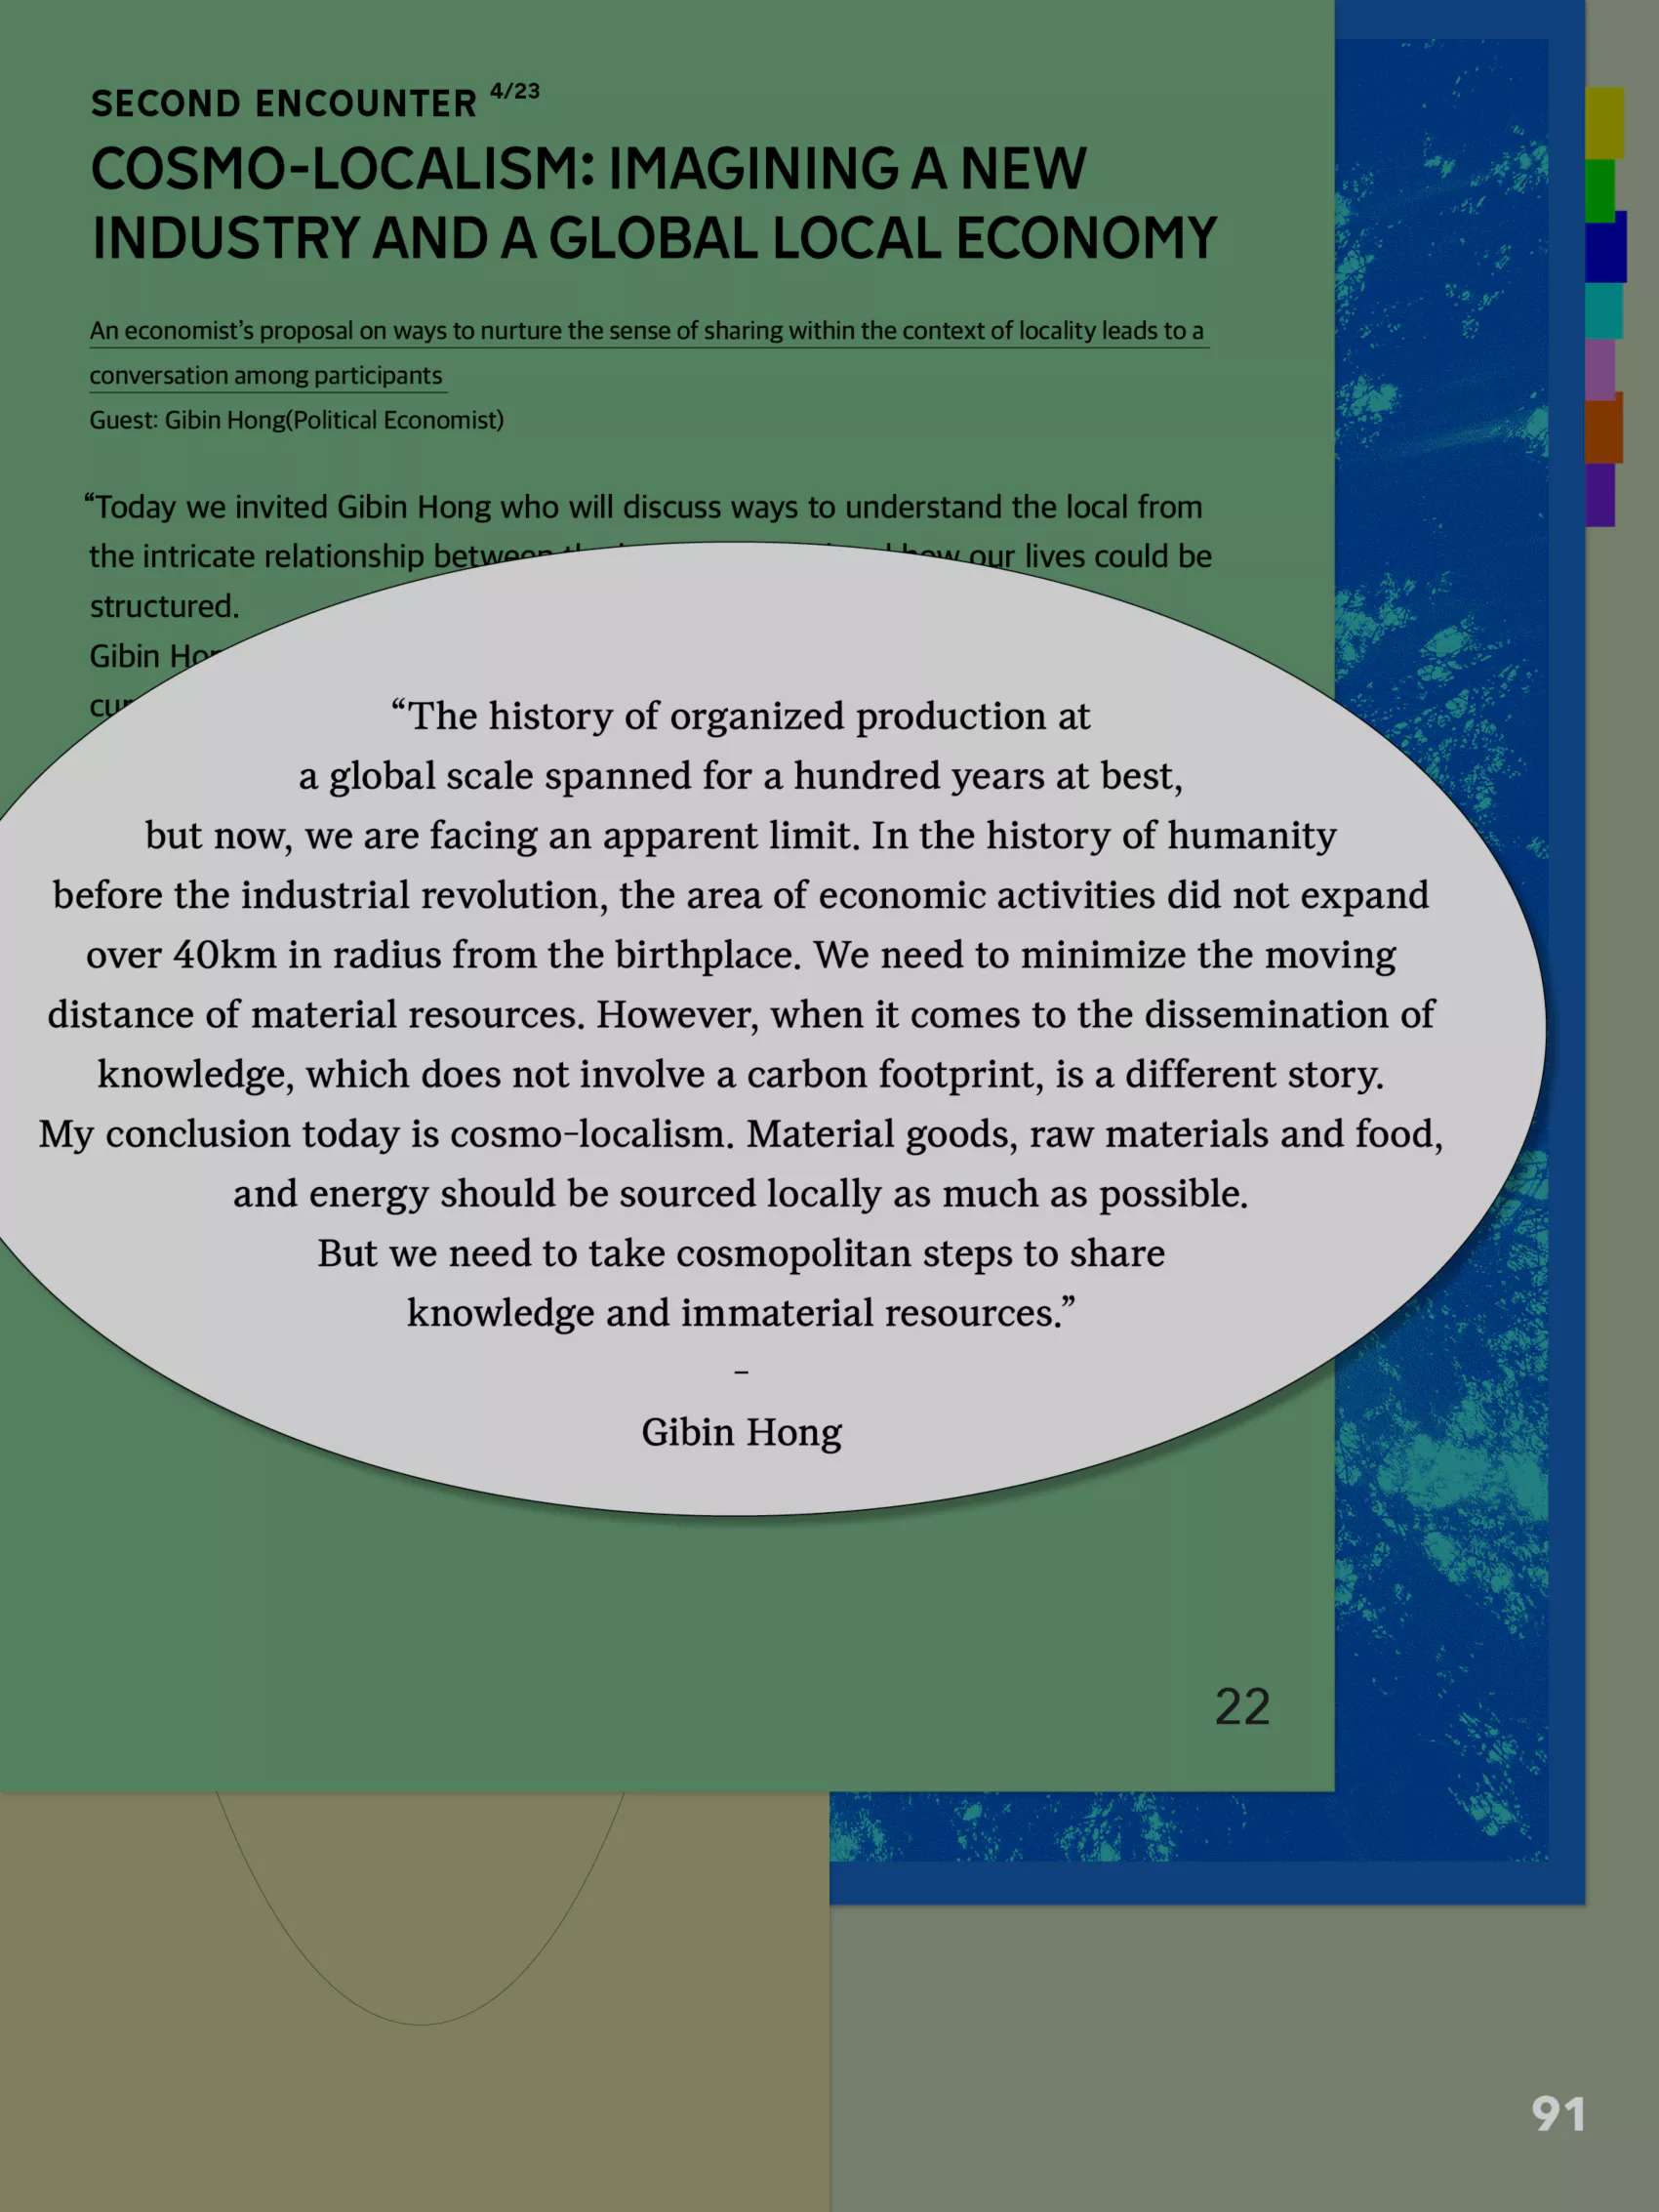 SECOND ENCOUNTER 4/23
COSMO-LOCALISM: IMAGINING A NEW
INDUSTRY AND A GLOBAL LOCAL ECONOMY
An economist’s proposal on ways to nurture the sense of sharing within the context of locality leads to a
conversation among participants
Guest: Gibin Hong(Political Economist)
“Today we invited Gibin Hong who will discuss ways to understand the local from
the intricate relationship between how our lives could be
structured.
Gibin
“The history of organized production at
a global scale spanned for a hundred years at best,
but now, we are facing an apparent limit. In the history of humanity
before the industrial revolution, the area of economic activities did not expand
over 40km in radius from the birthplace. We need to minimize the moving
distance of material resources. However, when it comes to the dissemination of
knowledge, which does not involve a carbon footprint, is a different story.
My conclusion today is cosmo-localism. Material goods, raw materials and food,
and energy should be sourced locally as much as possible.
But we need to take cosmopolitan steps to share
knowledge and immaterial resources.”
–
Gibin Hong
22
91